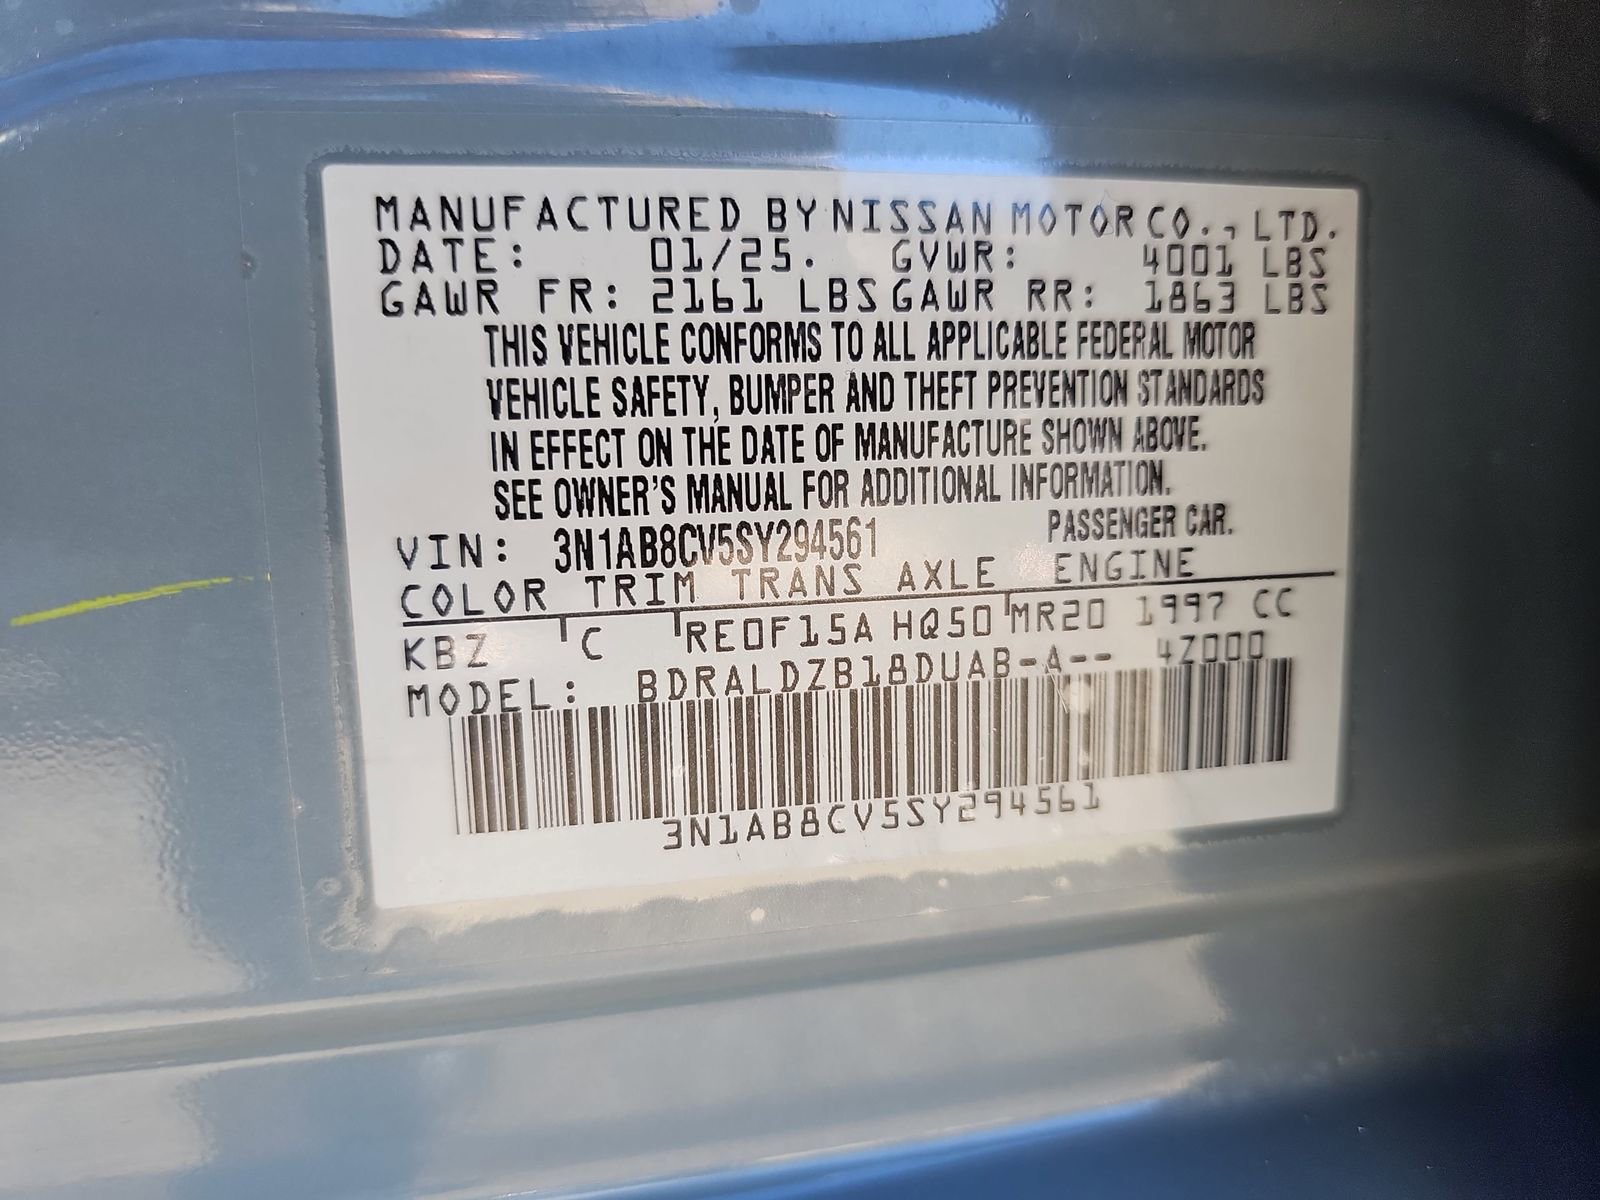 MANUFACTURED BY NISSAN MOTOR CO., LTD.
DATE: 01/25. GVWR: 4001 LBS
GAWR FR: 2161 LBS GAWR RR: 1863 LBS
THIS VEHICLE CONFORMS TO ALL APPLICABLE FEDERAL MOTOR
VEHICLE SAFETY, BUMPER AND THEFT PREVENTION STANDARDS
IN EFFECT ON THE DATE OF MANUFACTURE SHOWN ABOVE.
SEE OWNER'S MANUAL FOR ADDITIONAL INFORMATION.
VIN: 3N1AB8CV5SY294561 PASSENGER CAR.
COLOR TRIM TRANS AXLE ENGINE
KBZ C RE0F15A HQ50 MR20 1997 CC
MODEL: BDRALDZB18DUAB-A-- 4Z000
3N1AB8CV5SY294561